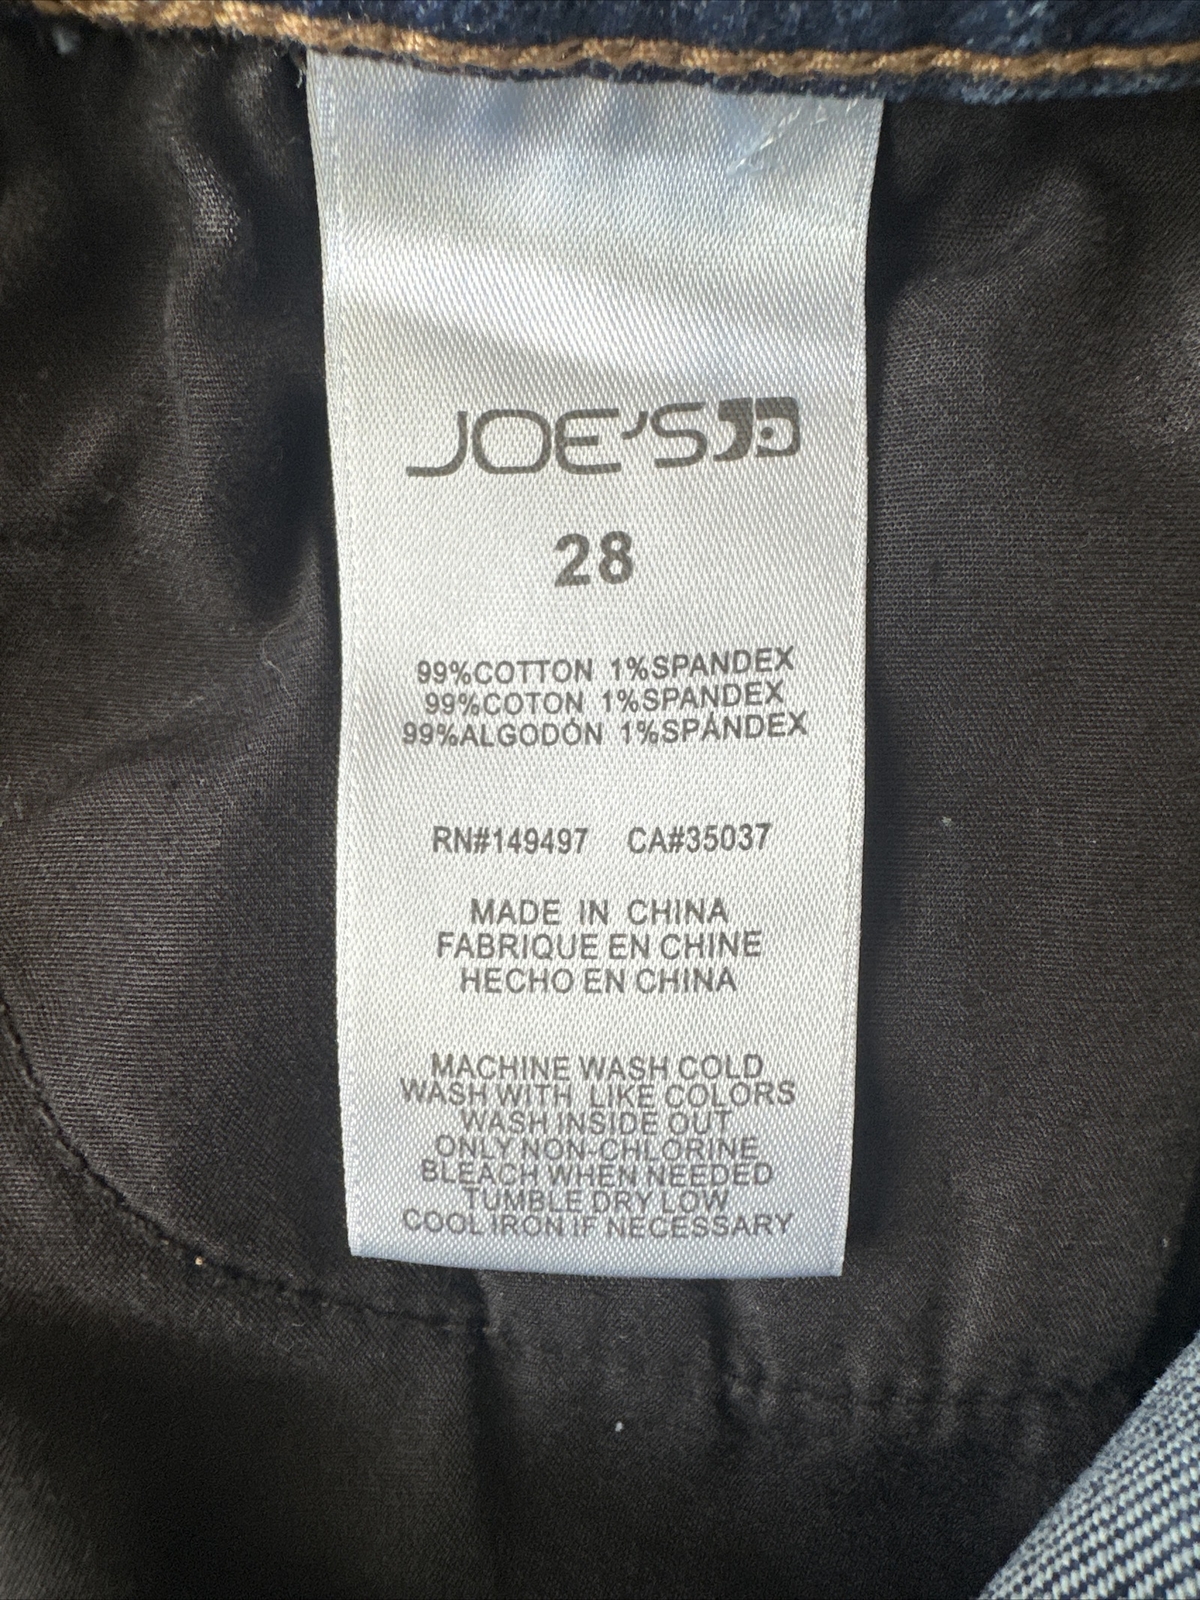 JOE'S
28
99%COTTON 1%SPANDEX
99%COTON 1%SPANDEX
99%ALGODÓN 1%SPANDEX
RN#149497 CA#35037
MADE IN CHINA
FABRIQUE EN CHINE
HECHO EN CHINA
MACHINE WASH COLD
WASH WITH LIKE COLORS
WASH INSIDE OUT
ONLY NON-CHLORINE
BLEACH WHEN NEEDED
TUMBLE DRY LOW
COOL IRON IF NECESSARY